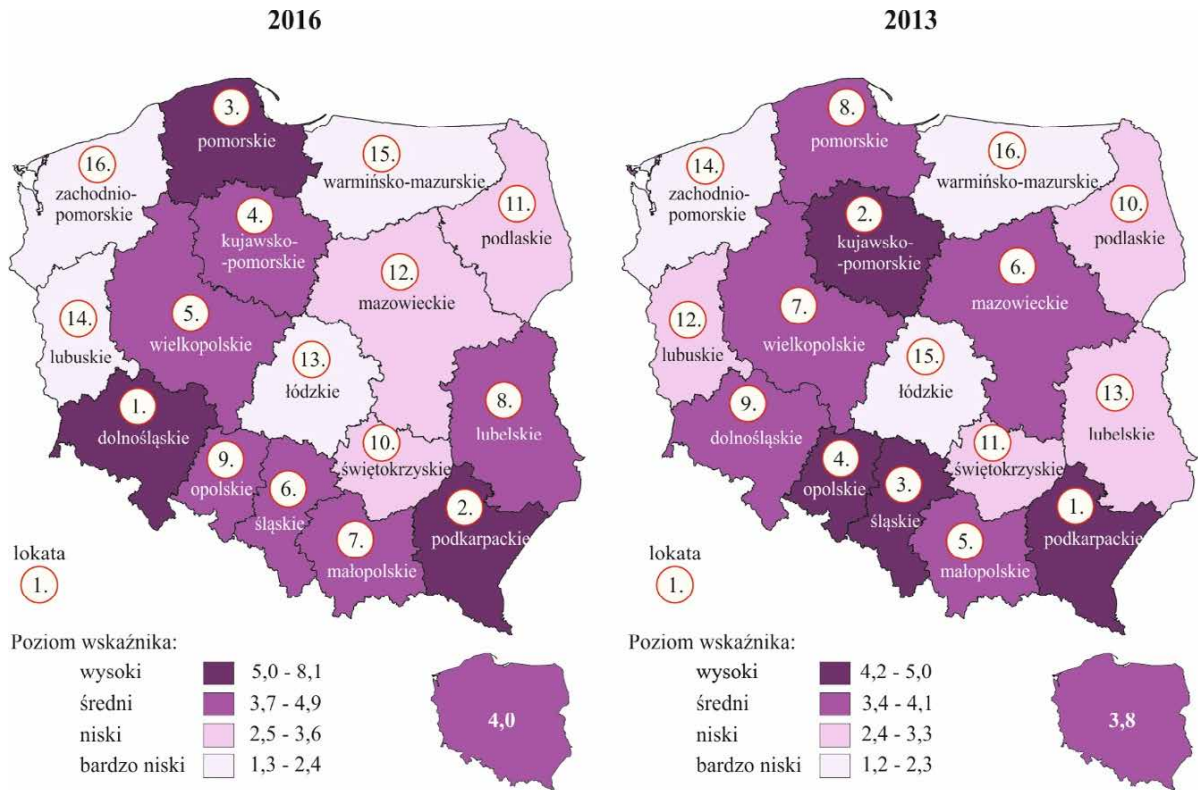 2016
3.
pomorskie
16.
zachodnio-
pomorskie
15.
warmińsko-mazurskie
4.
kujawsko-
-pomorskie
11.
podlaskie
12.
mazowieckie
14.
lubuskie
5.
wielkopolskie
13.
łódzkie
1.
dolnośląskie
8.
lubelskie
9.
opolskie
6.
śląskie
10.
świętokrzyskie
7.
małopolskie
2.
podkarpackie
lokata
1.
Poziom wskaźnika:
wysoki 5,0 - 8,1
średni 3,7 - 4,9
niski 2,5 - 3,6
bardzo niski 1,3 - 2,4
4,0
2013
8.
pomorskie
14.
zachodnio-
pomorskie
16.
warmińsko-mazurskie
2.
kujawsko-
-pomorskie
10.
podlaskie
6.
mazowieckie
12.
lubuskie
7.
wielkopolskie
15.
łódzkie
9.
dolnośląskie
13.
lubelskie
4.
opolskie
3.
śląskie
11.
świętokrzyskie
5.
małopolskie
1.
podkarpackie
lokata
1.
Poziom wskaźnika:
wysoki 4,2 - 5,0
średni 3,4 - 4,1
niski 2,4 - 3,3
bardzo niski 1,2 - 2,3
3,8